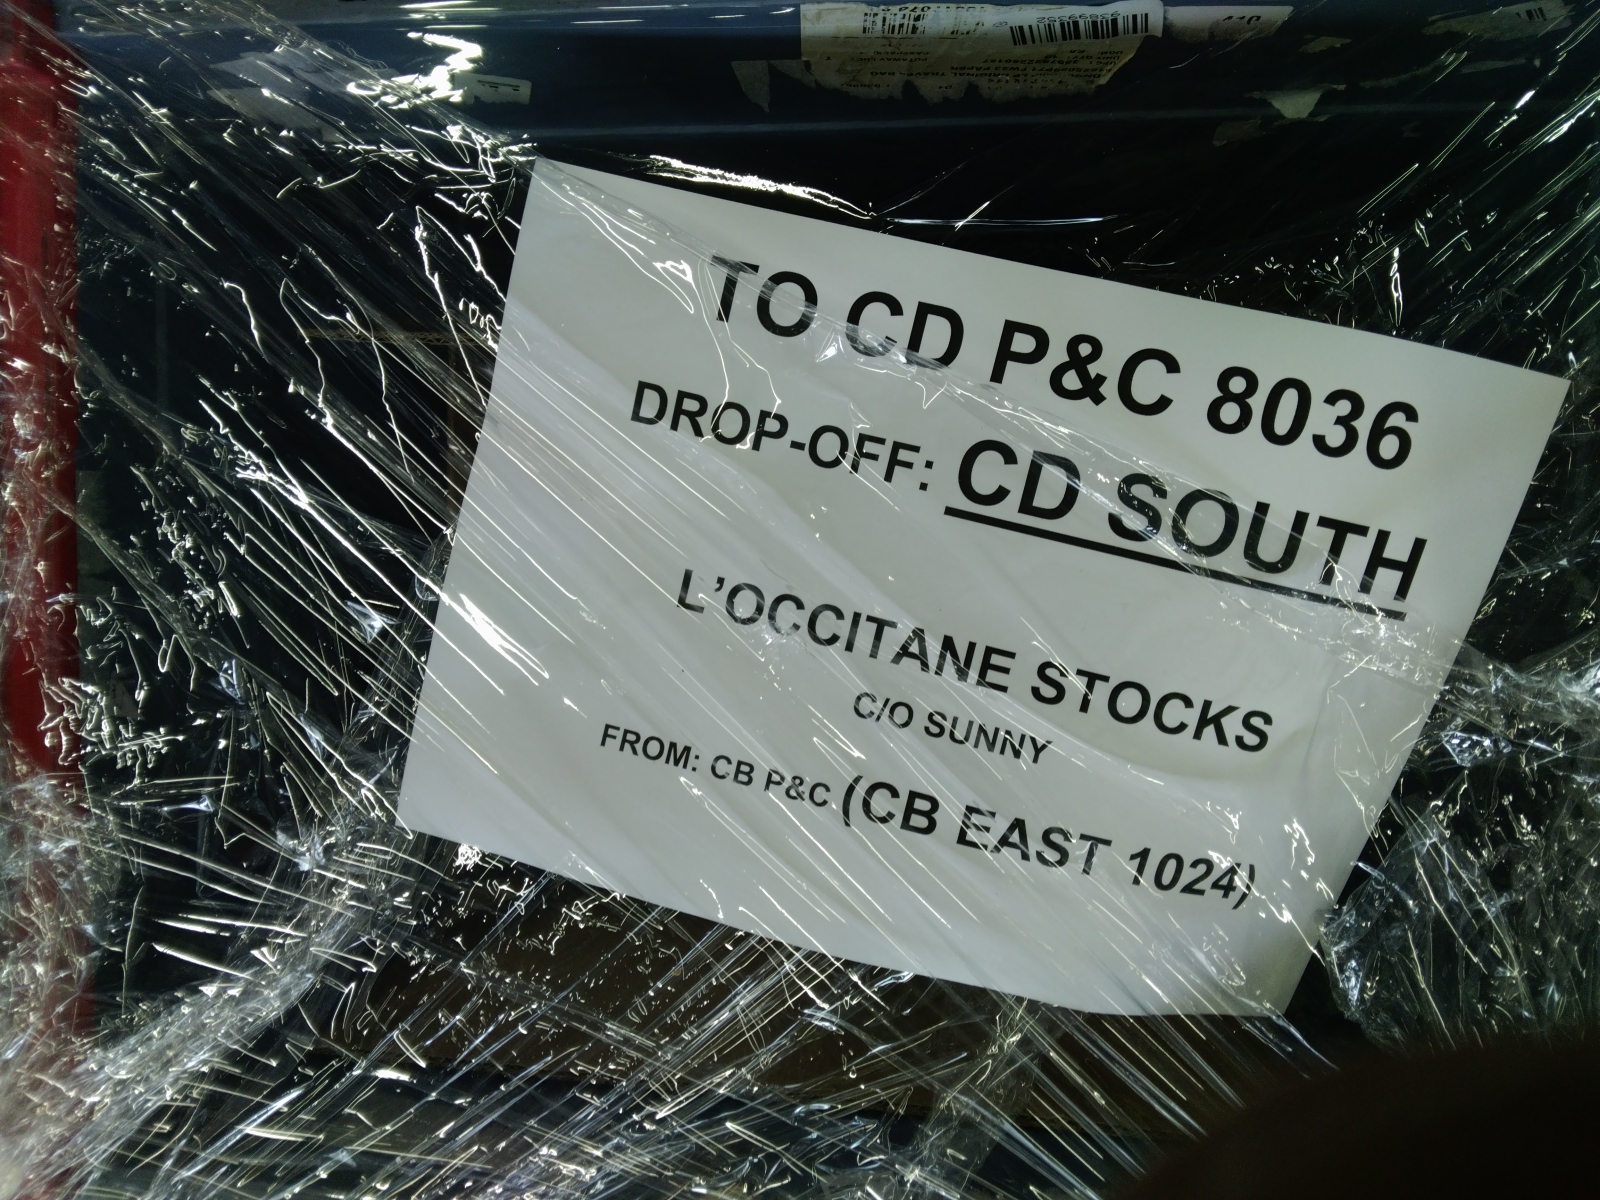 TO CD P&C 8036
DROP-OFF: CD SOUTH
L'OCCITANE STOCKS
C/O SUNNY
FROM: CB P&C (CB EAST 1024)